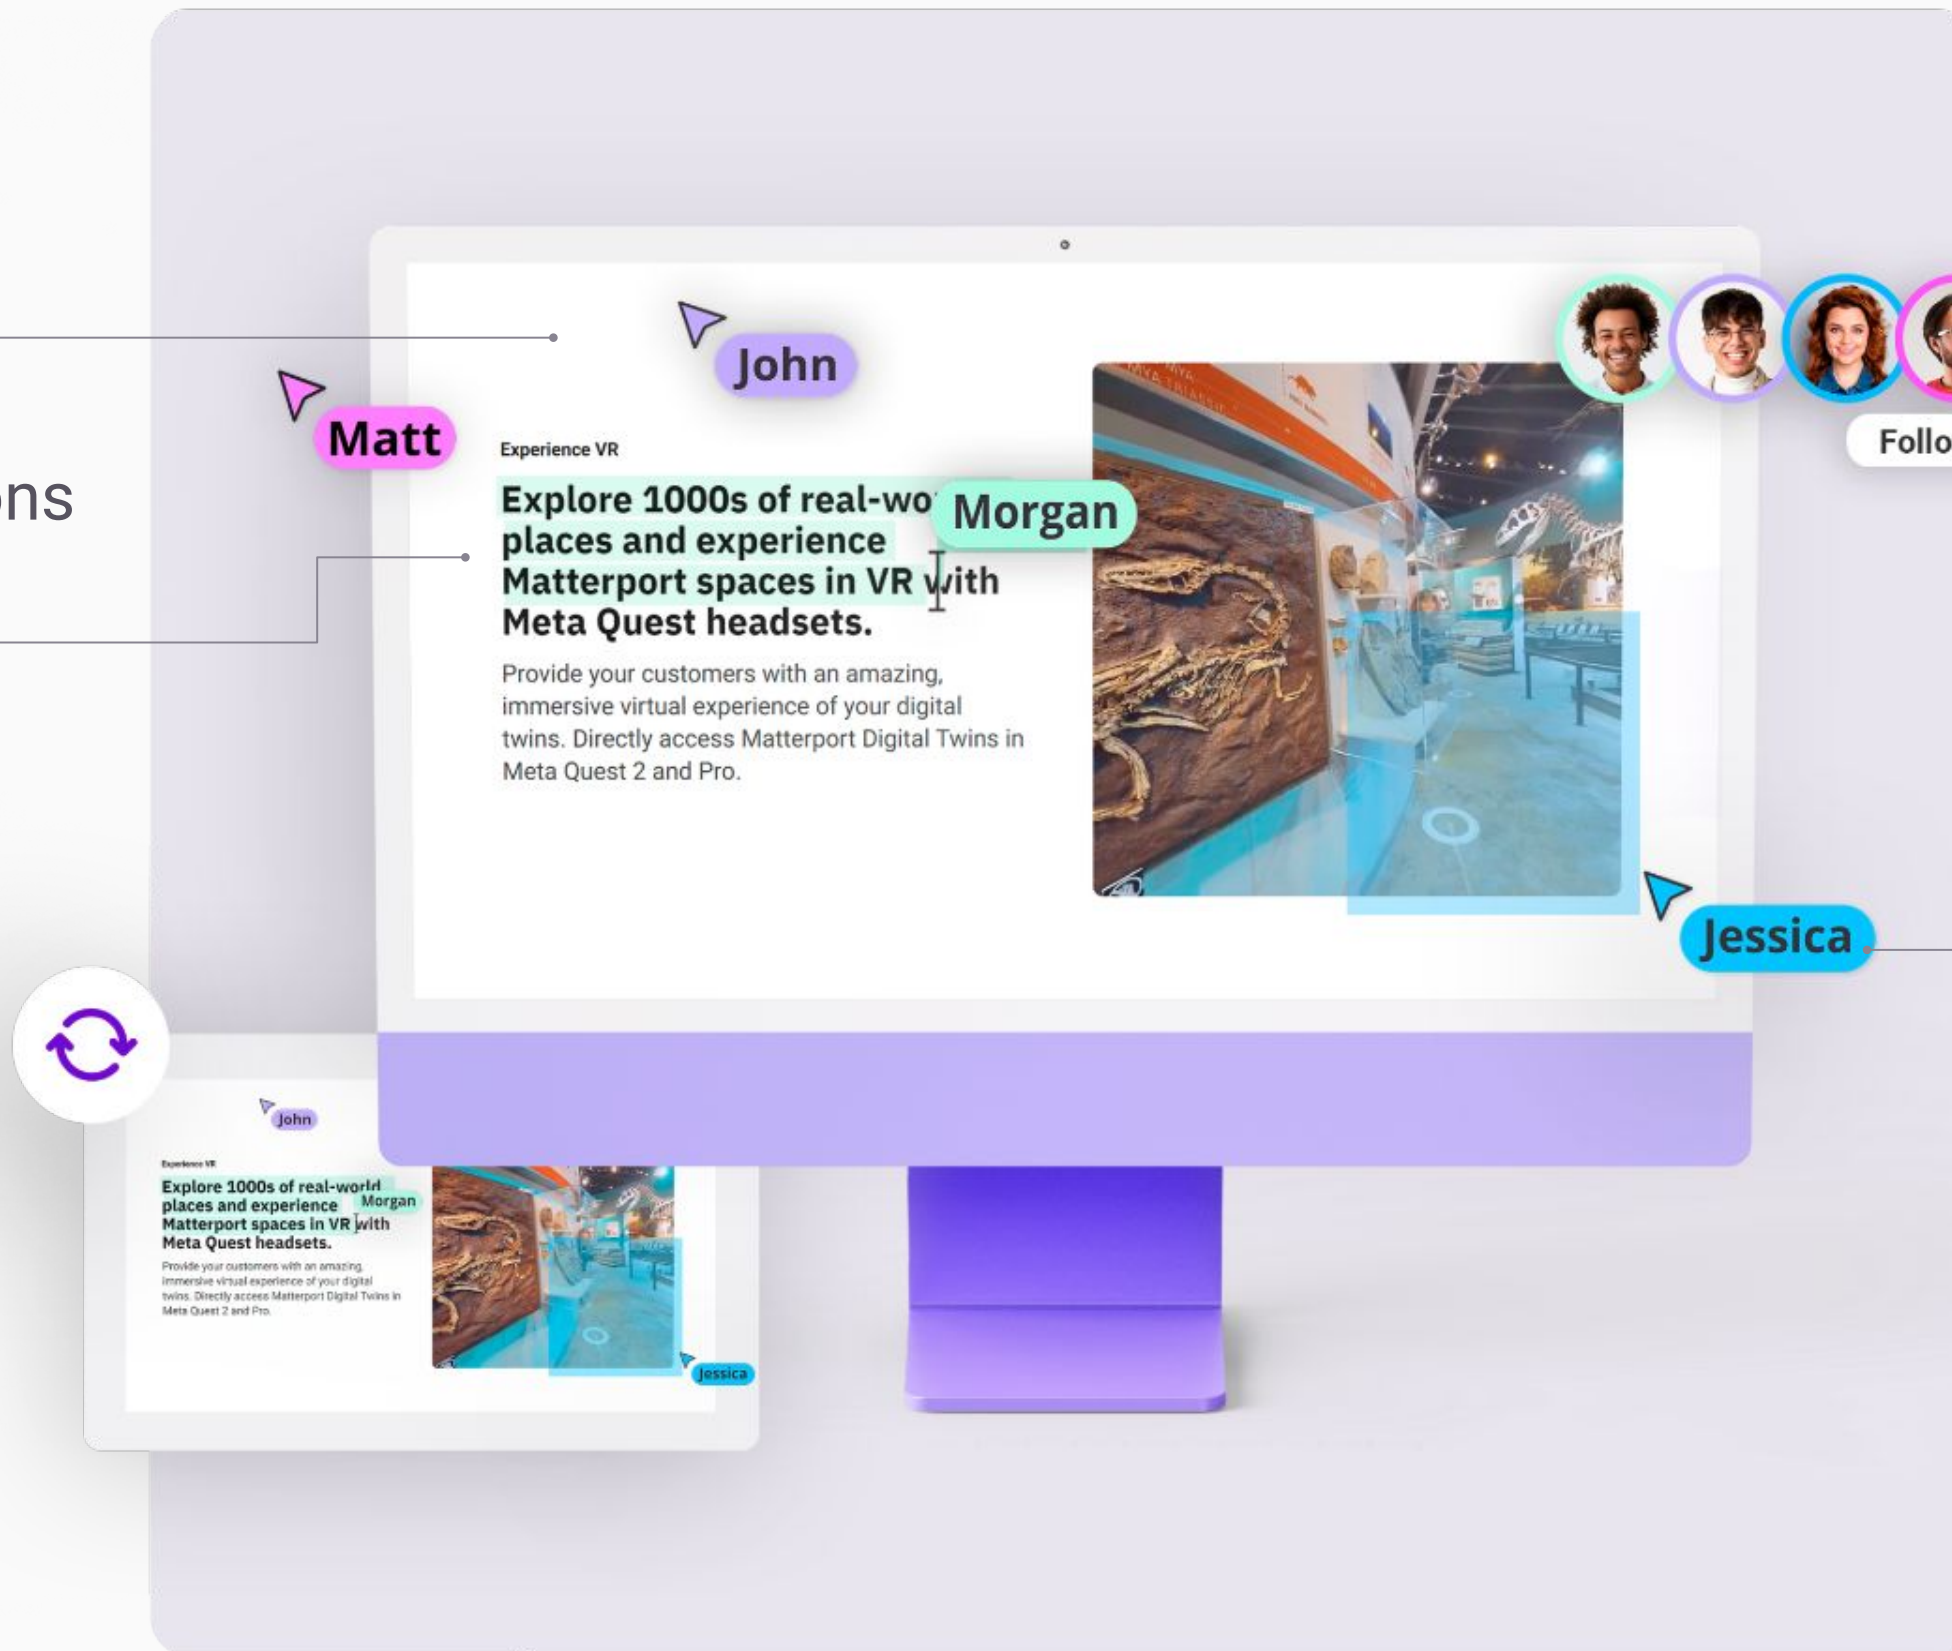 John
Matt
ons
Experience VR
Explore 1000s of real-wo
Morgan
places and experience
Matterport spaces in VR with
Meta Quest headsets.
Provide your customers with an amazing,
immersive virtual experience of your digital
twins. Directly access Matterport Digital Twins in
Meta Quest 2 and Pro.
Follo
Jessica
John
Experience VR
Explore 1000s of real-world
Morgan
places and experience
Matterport spaces in VR with
Meta Quest headsets.
Provide your customers with an amazing,
immersive virtual experience of your digital
twins. Directly access Matterport Digital Twins in
Meta Quest 2 and Pro.
Jessica